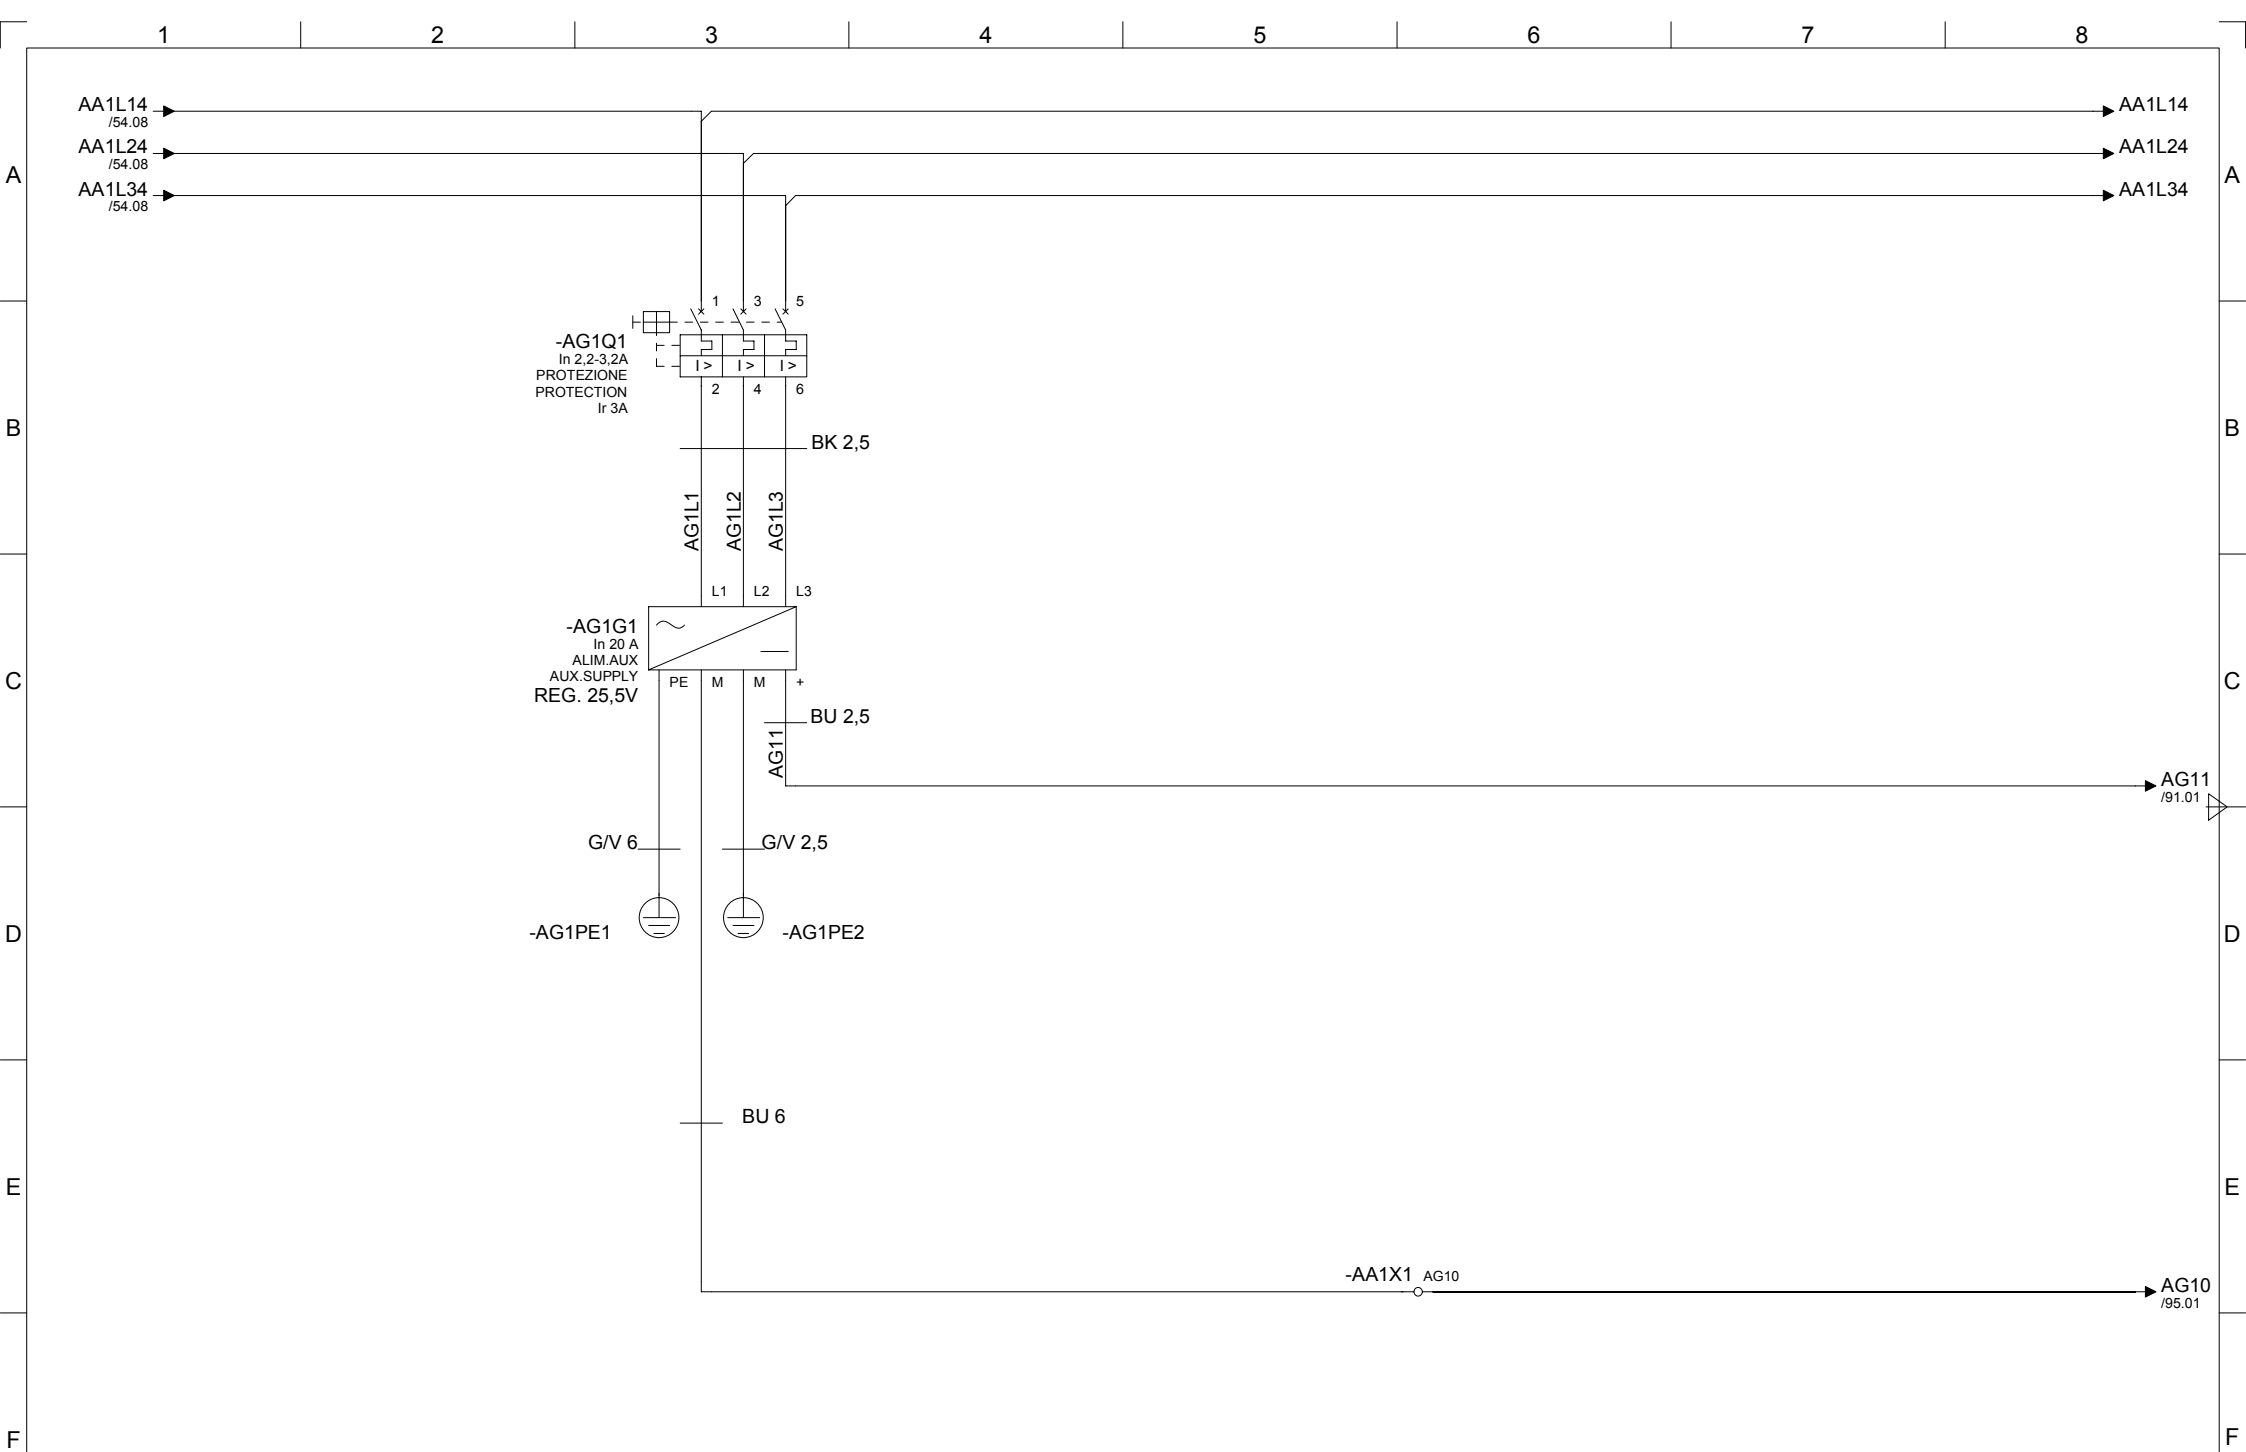 1 2 3 4 5 6 7 8
AA1L14 AA1L14
/54.08
AA1L24 AA1L24
/54.08
A A
AA1L34 AA1L34
/54.08
1 3 5
-AG1Q1
In 2,2-3,2A
PROTEZIONE
PROTECTION
Ir 3A
I > I > I >
2 4 6
B B
BK 2,5
AG1L1 AG1L2 AG1L3
L1 L2 L3
-AG1G1
In 20 A
ALIM.AUX
AUX.SUPPLY
REG. 25,5V
C C
PE M M +
BU 2,5
AG11
AG11
/91.01
G/V 6 G/V 2,5
-AG1PE1 -AG1PE2
D D
BU 6
E E
-AA1X1 AG10
AG10
/95.01
F F